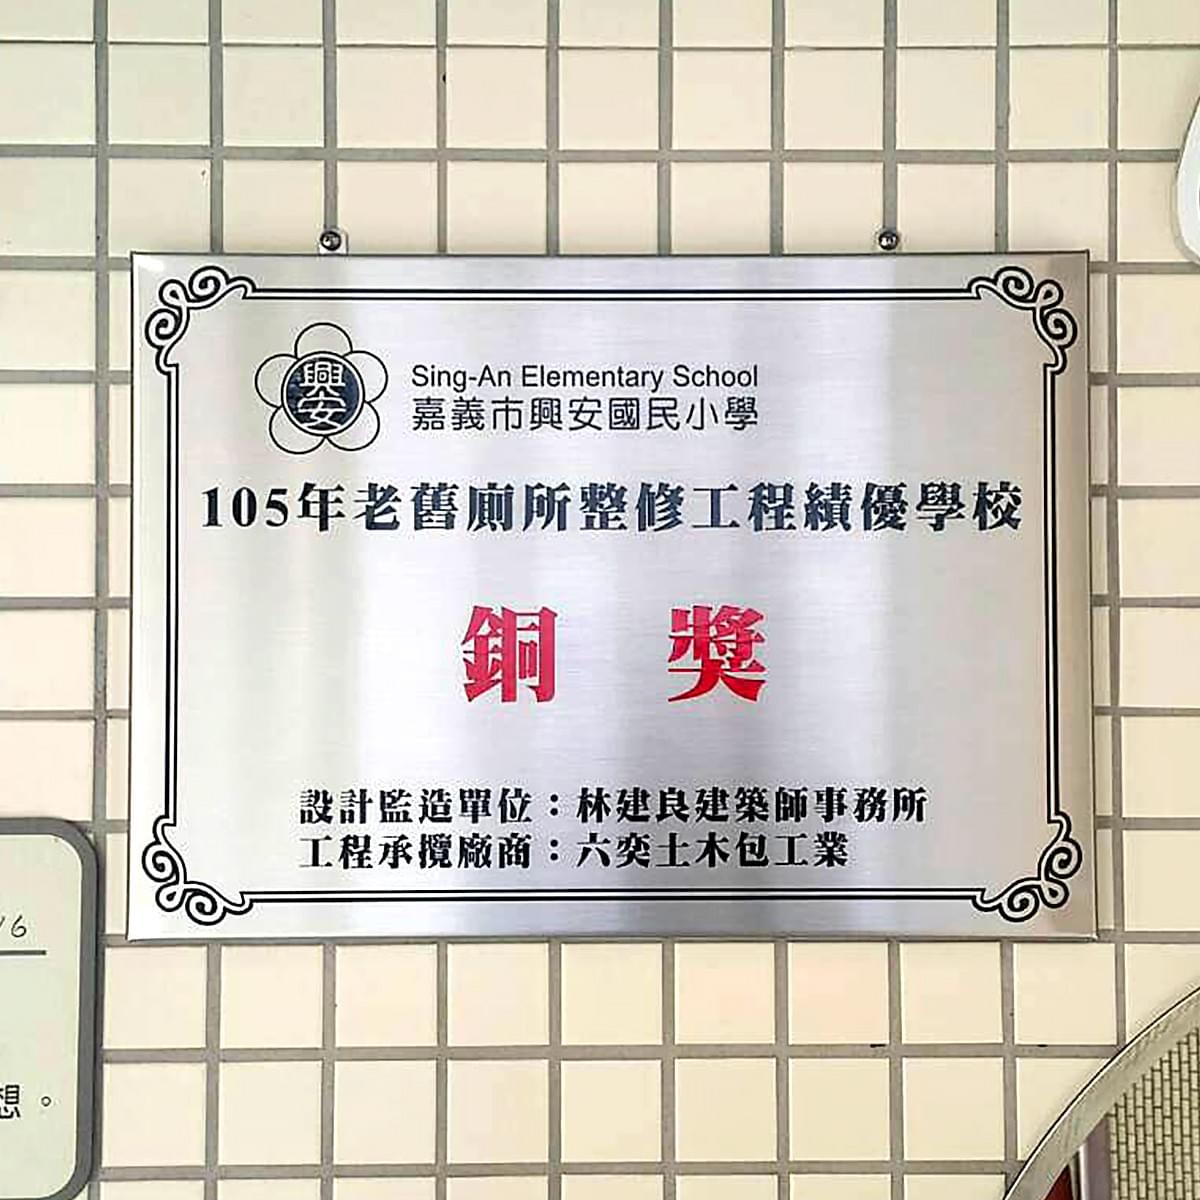 興安
Sing-An Elementary School
嘉義市興安國民小學
105年老舊廁所整修工程績優學校
銅 獎
設計監造單位：林建良建築師事務所
工程承攬廠商：六奕土木包工業
/6
想。